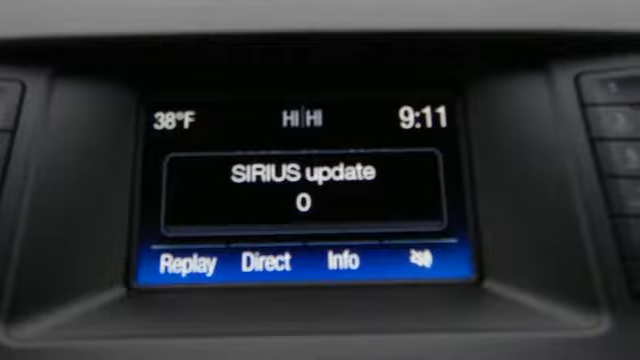 38°F HI|HI 9:11
SIRIUS update
0
Replay Direct Info